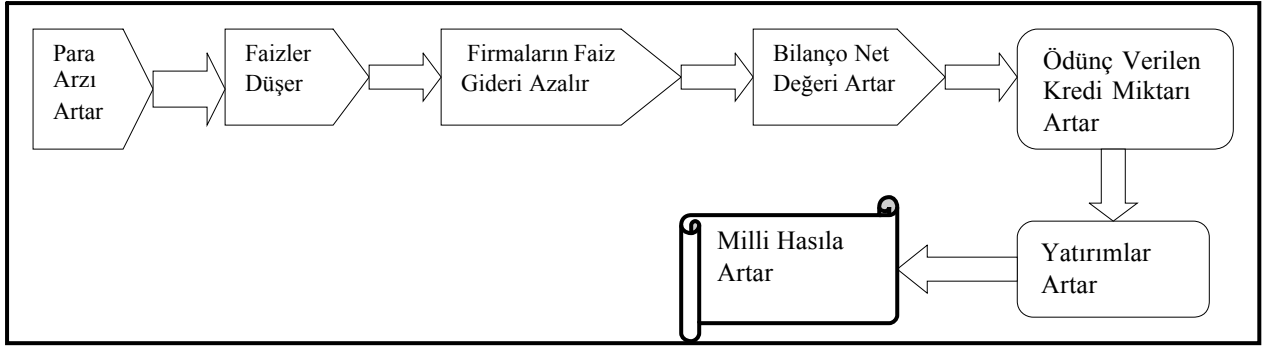 Para
Arzı
Artar
Faizler
Düşer
Firmaların Faiz
Gideri Azalır
Bilanço Net
Değeri Artar
Ödünç Verilen
Kredi Miktarı
Artar
Yatırımlar
Artar
Milli Hasıla
Artar